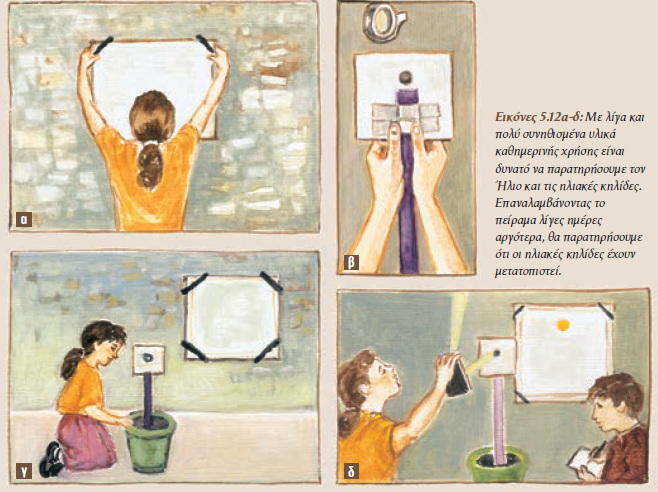 Εικόνες 5.12α-δ: Με λίγα και
πολύ συνηθισμένα υλικά
καθημερινής χρήσης είναι
δυνατό να παρατηρήσουμε τον
Ήλιο και τις ηλιακές κηλίδες.
Επαναλαμβάνοντας το
πείραμα λίγες ημέρες
αργότερα, θα παρατηρήσουμε
ότι οι ηλιακές κηλίδες έχουν
μετατοπιστεί.
α
β
γ
δ